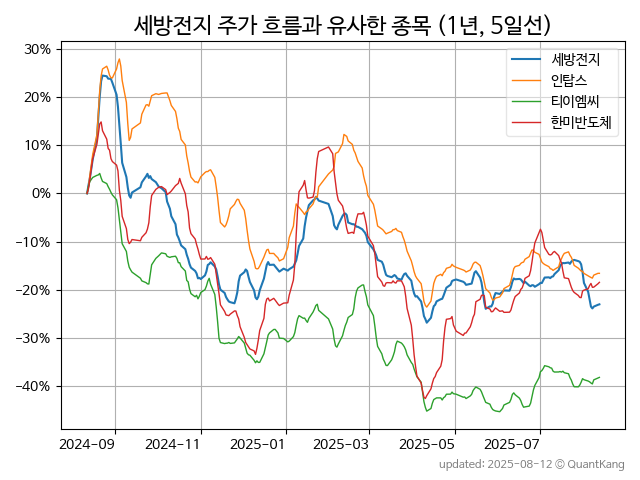 세방전지 주가 흐름과 유사한 종목 (1년, 5일선)
30%
20%
10%
0%
−10%
−20%
−30%
−40%
세방전지
인탑스
티이엠씨
한미반도체
2024-09
2024-11
2025-01
2025-03
2025-05
2025-07
updated: 2025-08-12 © QuantKang